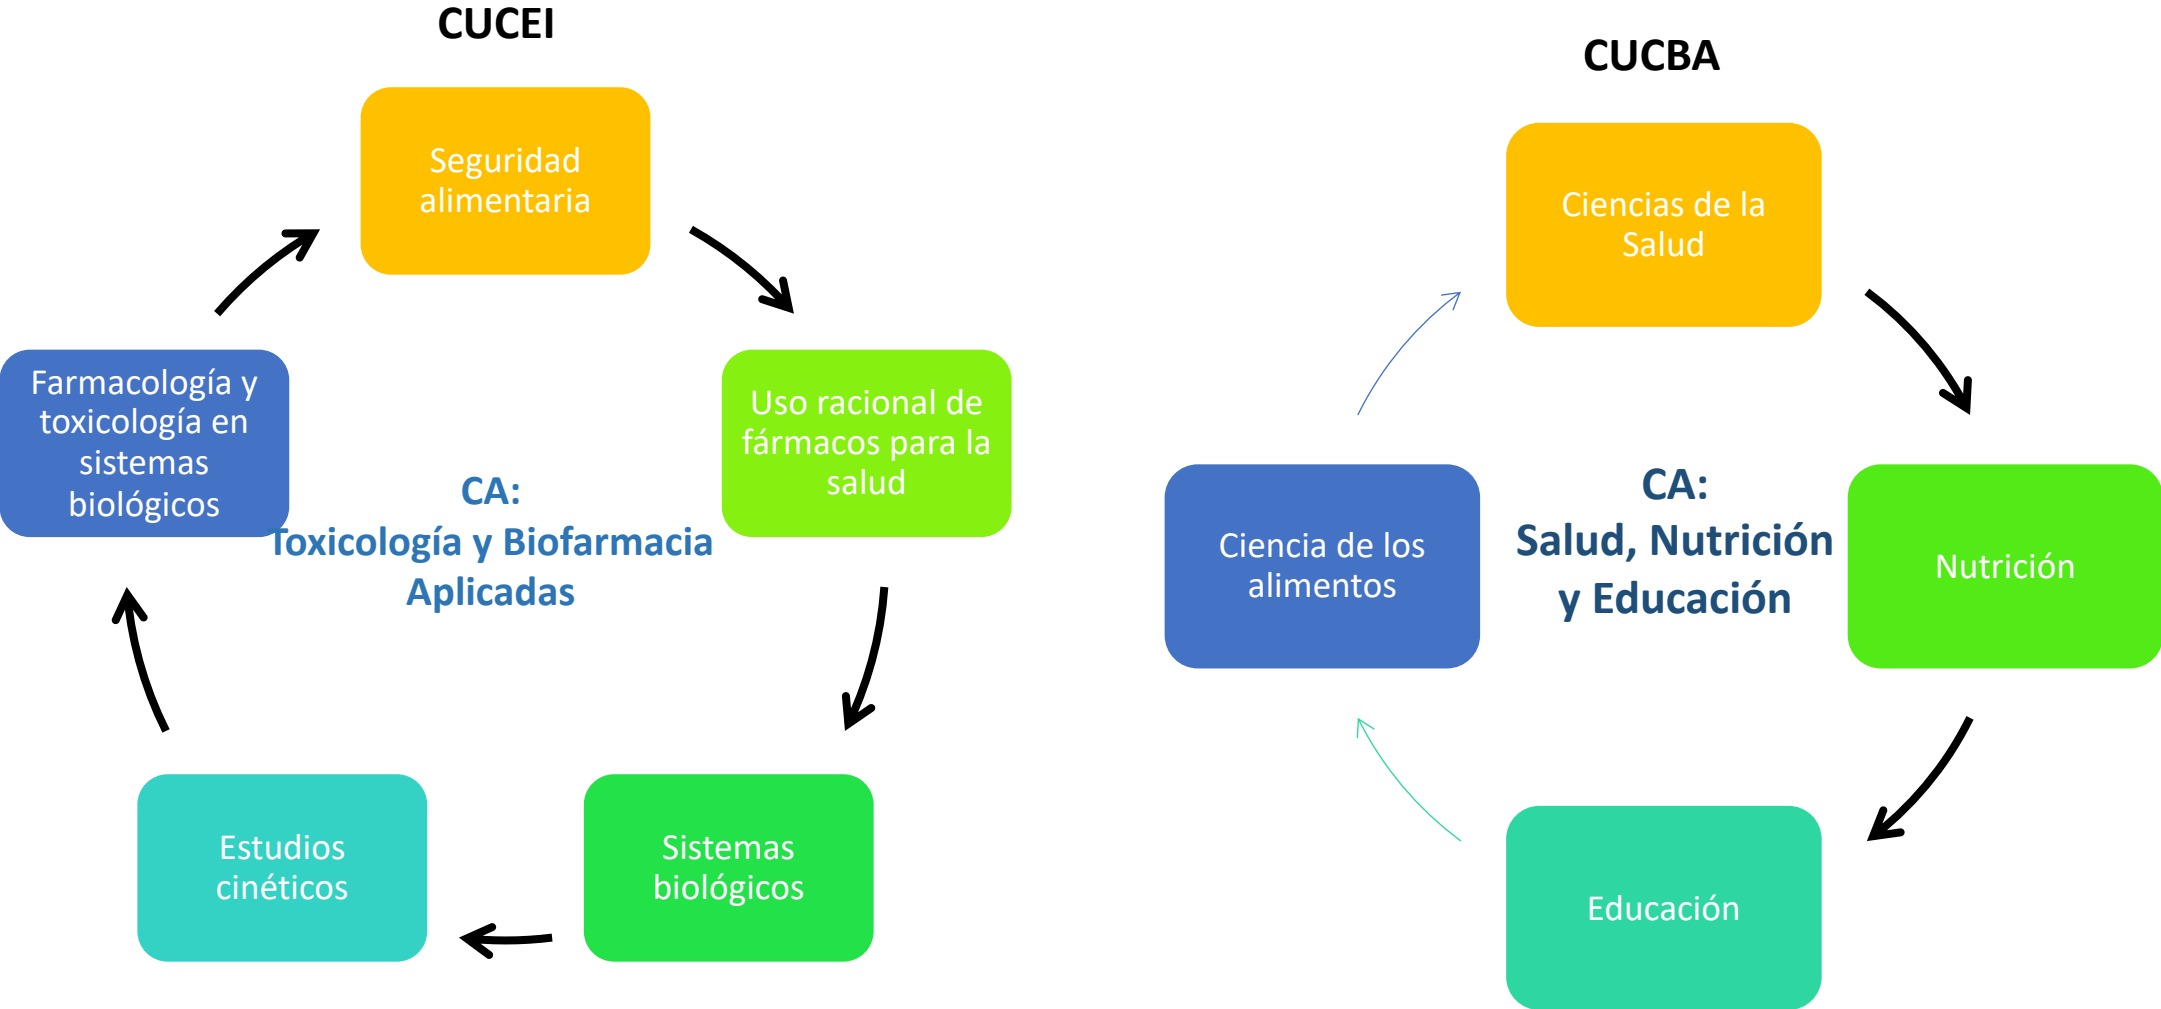 CUCEI
Seguridad
alimentaria
Uso racional de
fármacos para la
salud
Sistemas
biológicos
Estudios
cinéticos
Farmacología y
toxicología en
sistemas
biológicos
CA:
Toxicología y Biofarmacia
Aplicadas
CUCBA
Ciencias de la
Salud
Nutrición
Educación
Ciencia de los
alimentos
CA:
Salud, Nutrición
y Educación